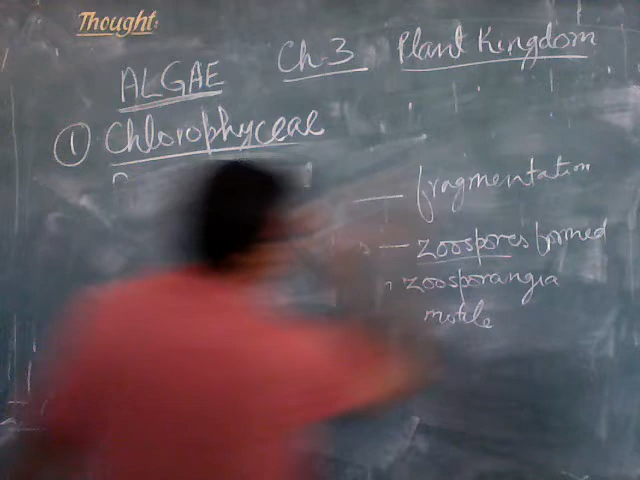 Thought:
Ch-3 Plant Kingdom
ALGAE
① Chlorophyceae
— fragmentation
— zoospores formed
zoosporangia
motile